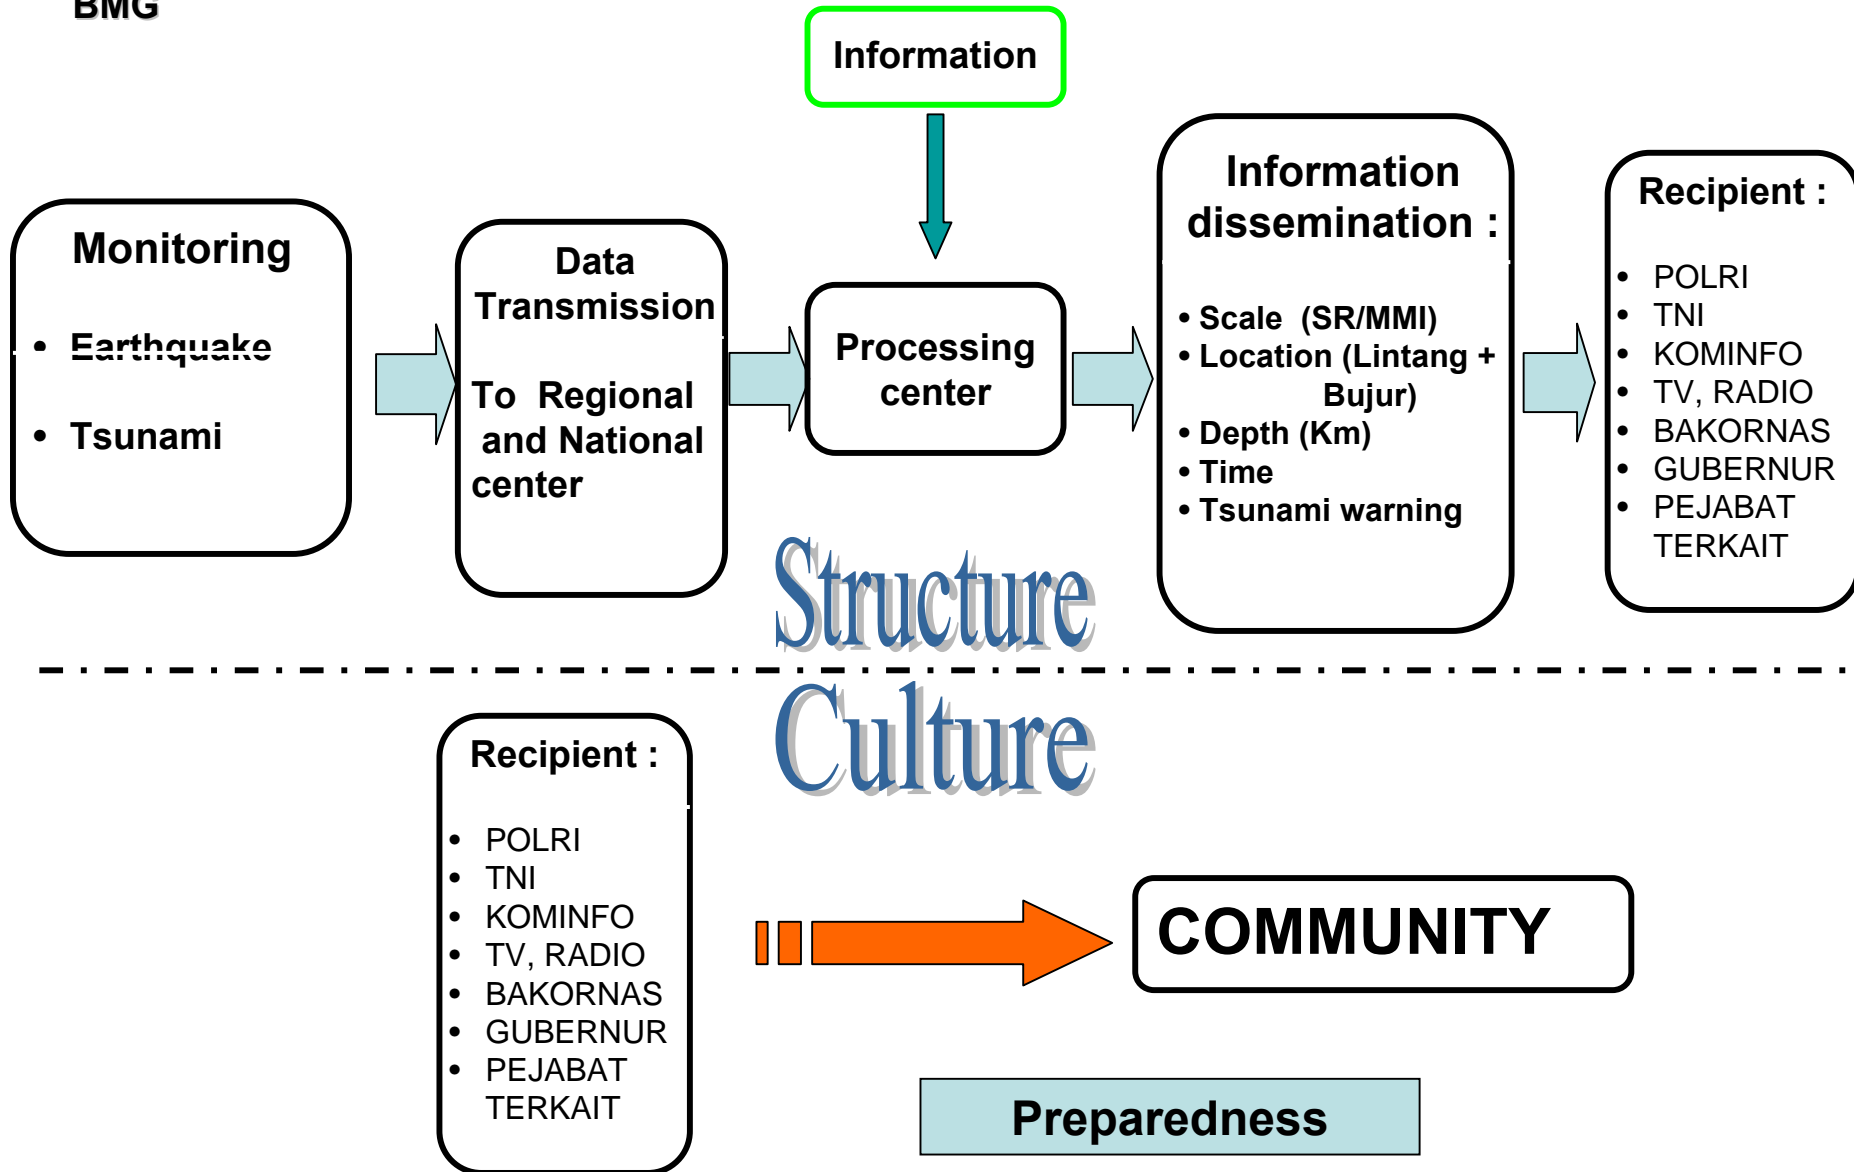 BMG
Information
Monitoring
• Earthquake
• Tsunami
Data
Transmission
To Regional
and National
center
Processing
center
Information
dissemination :
• Scale (SR/MMI)
• Location (Lintang +
Bujur)
• Depth (Km)
• Time
• Tsunami warning
Recipient :
• POLRI
• TNI
• KOMINFO
• TV, RADIO
• BAKORNAS
• GUBERNUR
• PEJABAT
TERKAIT
Structure
Culture
Recipient :
• POLRI
• TNI
• KOMINFO
• TV, RADIO
• BAKORNAS
• GUBERNUR
• PEJABAT
TERKAIT
COMMUNITY
Preparedness